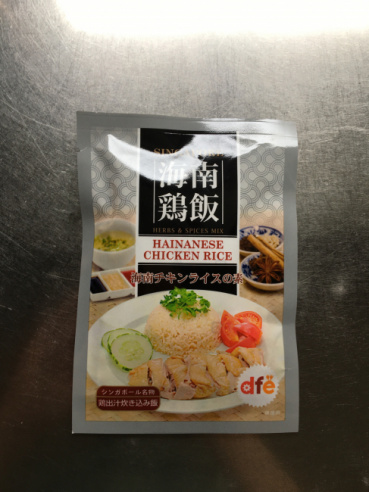 海南
鶏飯
HERBS & SPICES MIX
HAINANESE
CHICKEN RICE
海南チキンライスの素
dfe
シンガポール名物
鶏出汁炊き込み飯